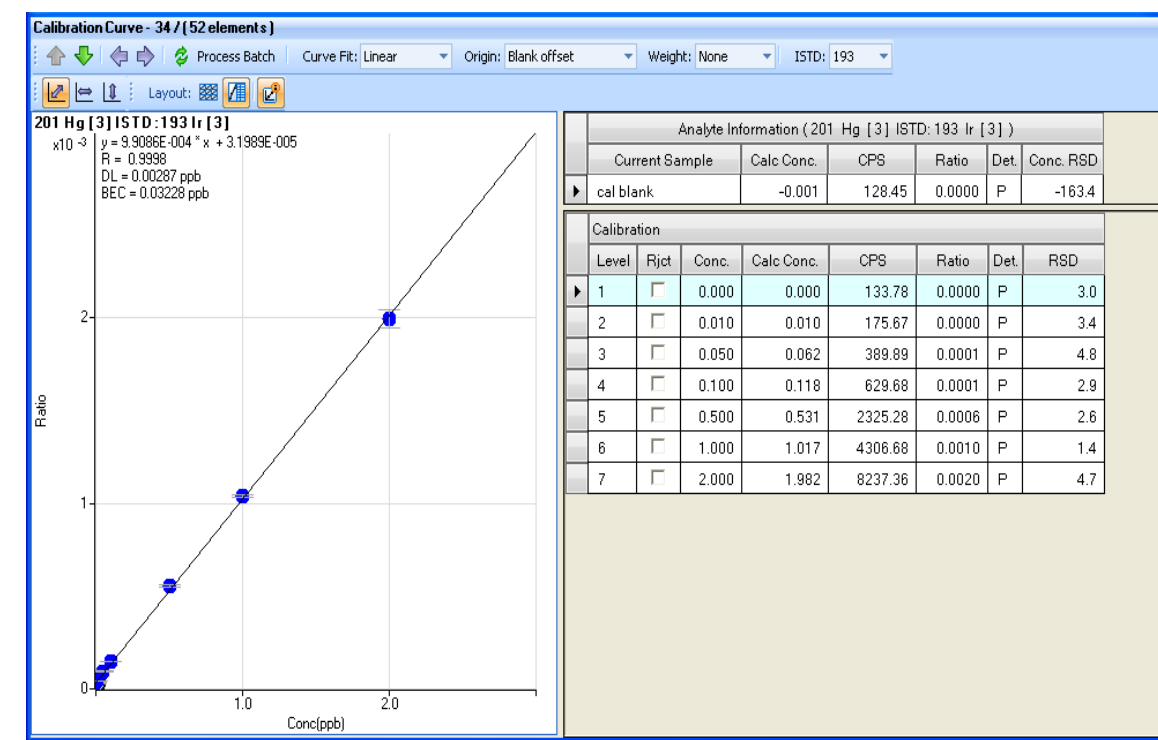 Calibration Curve - 34 / ( 52 elements )
Process Batch Curve Fit: Linear Origin: Blank offset Weight: None ISTD: 193
Layout:
201 Hg [ 3 ] ISTD : 193 Ir [ 3 ]
x10 -3
y = 9.9086E-004 * x + 3.1989E-005
R = 0.9998
DL = 0.00287 ppb
BEC = 0.03228 ppb
2
1
0
Ratio
1.0 2.0
Conc(ppb)
Analyte Information ( 201 Hg [ 3 ] ISTD: 193 Ir [ 3 ] )
Current Sample Calc Conc. CPS Ratio Det. Conc. RSD
cal blank -0.001 128.45 0.0000 P -163.4
Calibration
Level Rjct Conc. Calc Conc. CPS Ratio Det. RSD
1 0.000 0.000 133.78 0.0000 P 3.0
2 0.010 0.010 175.67 0.0000 P 3.4
3 0.050 0.062 389.89 0.0001 P 4.8
4 0.100 0.118 629.68 0.0001 P 2.9
5 0.500 0.531 2325.28 0.0006 P 2.6
6 1.000 1.017 4306.68 0.0010 P 1.4
7 2.000 1.982 8237.36 0.0020 P 4.7